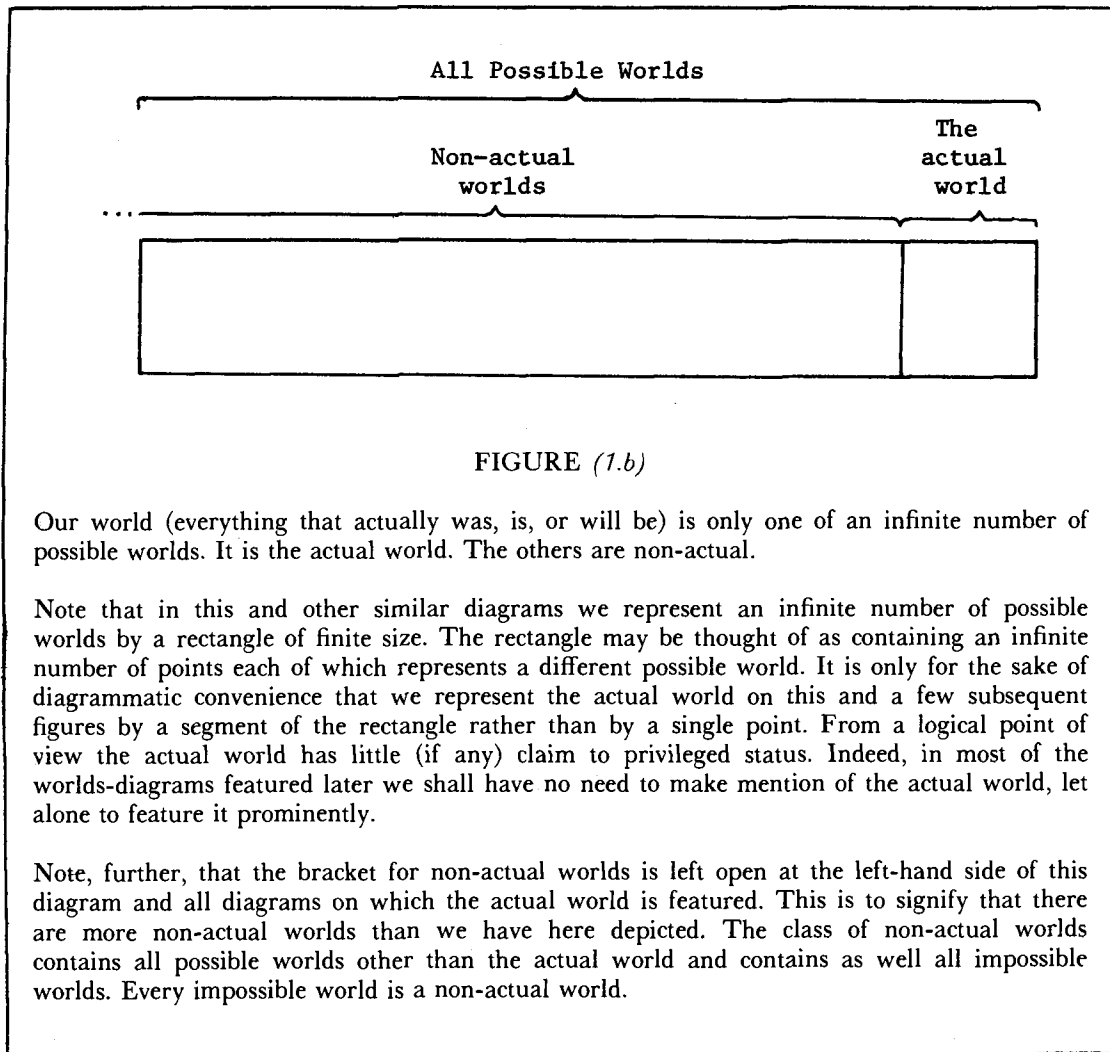 All Possible Worlds
Non-actual
worlds
The
actual
world
...
FIGURE (1.b)
Our world (everything that actually was, is, or will be) is only one of an infinite number of
possible worlds. It is the actual world. The others are non-actual.
Note that in this and other similar diagrams we represent an infinite number of possible
worlds by a rectangle of finite size. The rectangle may be thought of as containing an infinite
number of points each of which represents a different possible world. It is only for the sake of
diagrammatic convenience that we represent the actual world on this and a few subsequent
figures by a segment of the rectangle rather than by a single point. From a logical point of
view the actual world has little (if any) claim to privileged status. Indeed, in most of the
worlds-diagrams featured later we shall have no need to make mention of the actual world, let
alone to feature it prominently.
Note, further, that the bracket for non-actual worlds is left open at the left-hand side of this
diagram and all diagrams on which the actual world is featured. This is to signify that there
are more non-actual worlds than we have here depicted. The class of non-actual worlds
contains all possible worlds other than the actual world and contains as well all impossible
worlds. Every impossible world is a non-actual world.